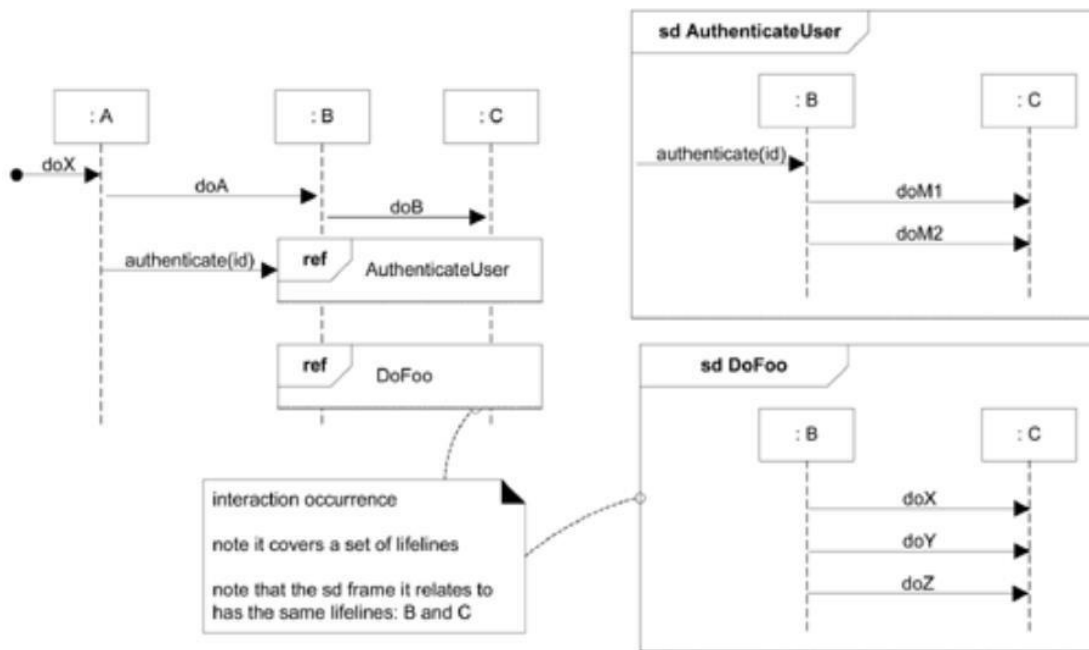 sd AuthenticateUser
: A
: B
: C
doX
doA
doB
authenticate(id)
ref
AuthenticateUser
ref
DoFoo
interaction occurrence
note it covers a set of lifelines
note that the sd frame it relates to
has the same lifelines: B and C
: B
: C
authenticate(id)
doM1
doM2
sd DoFoo
: B
: C
doX
doY
doZ